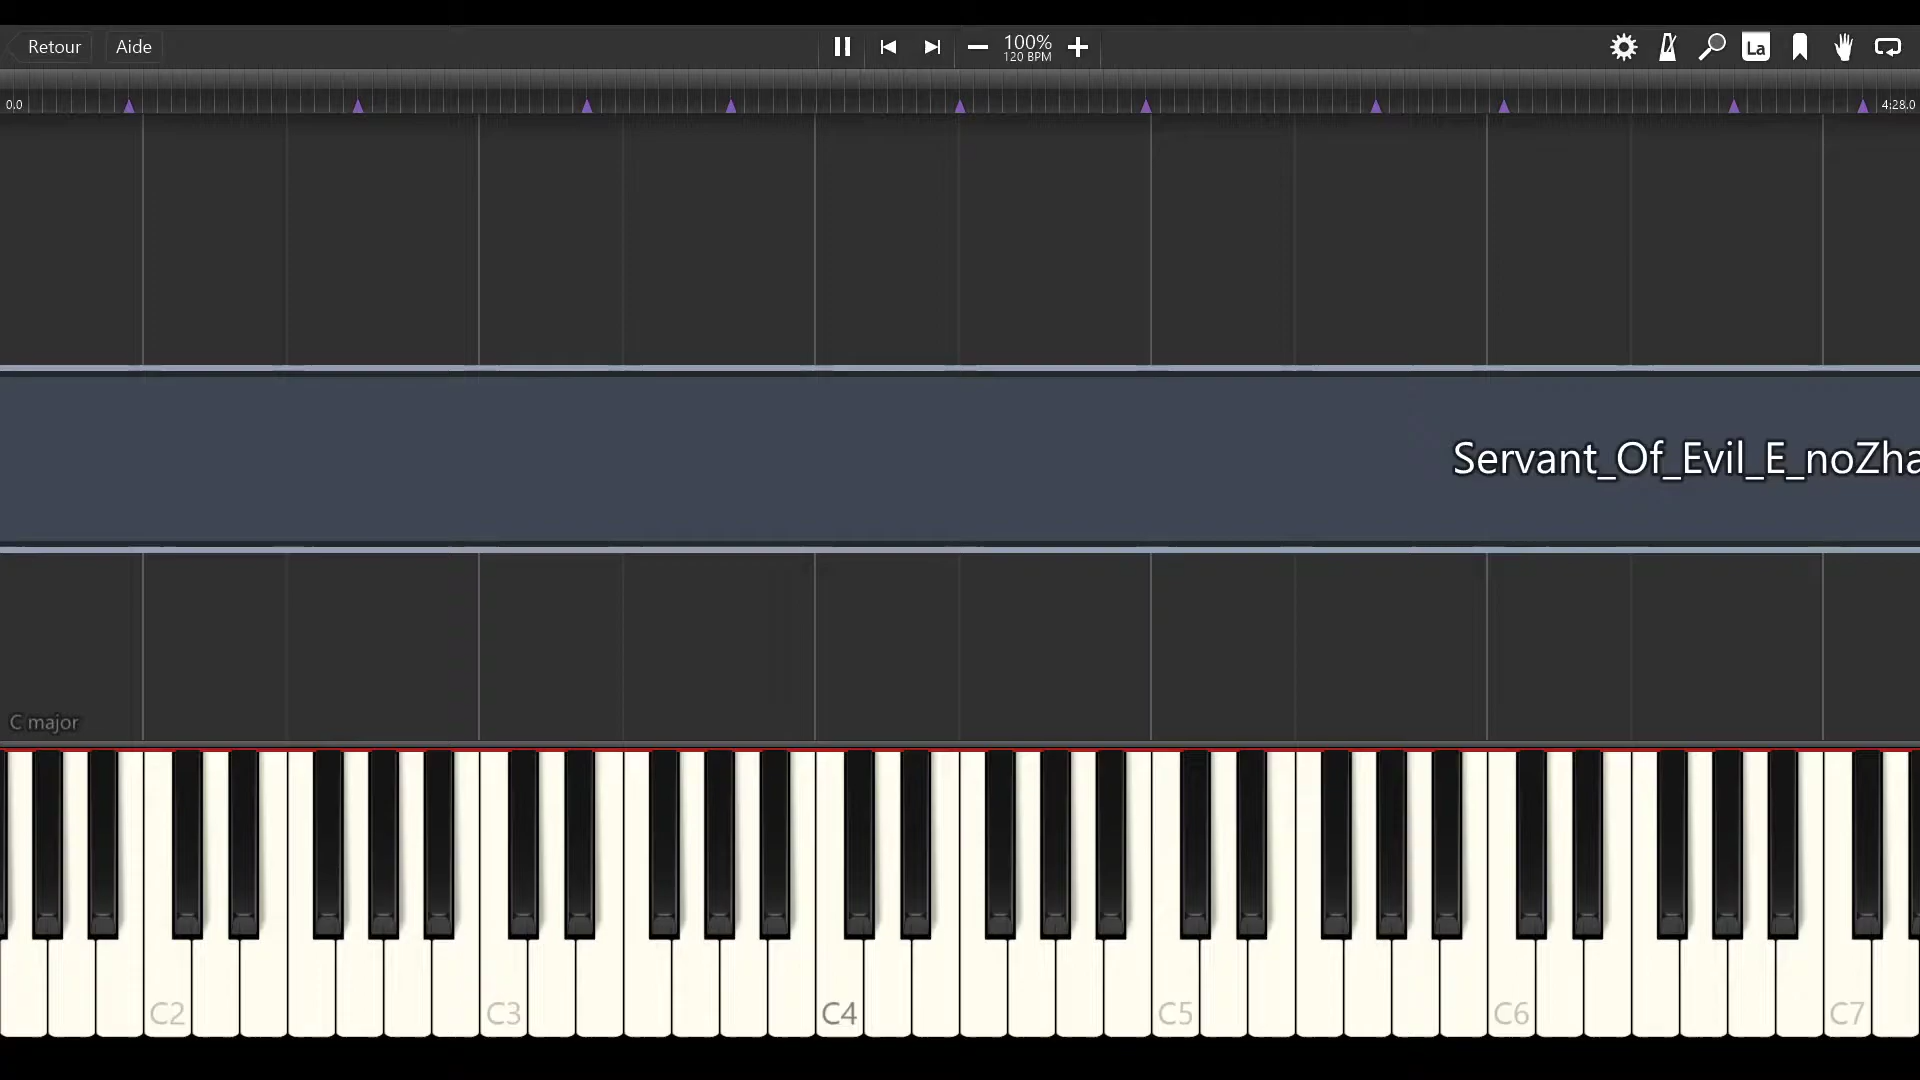 Retour Aide 100% La
120 BPM
0.0 4:28.0
Servant_Of_Evil_E_noZha
C major
C2 C3 C4 C5 C6 C7